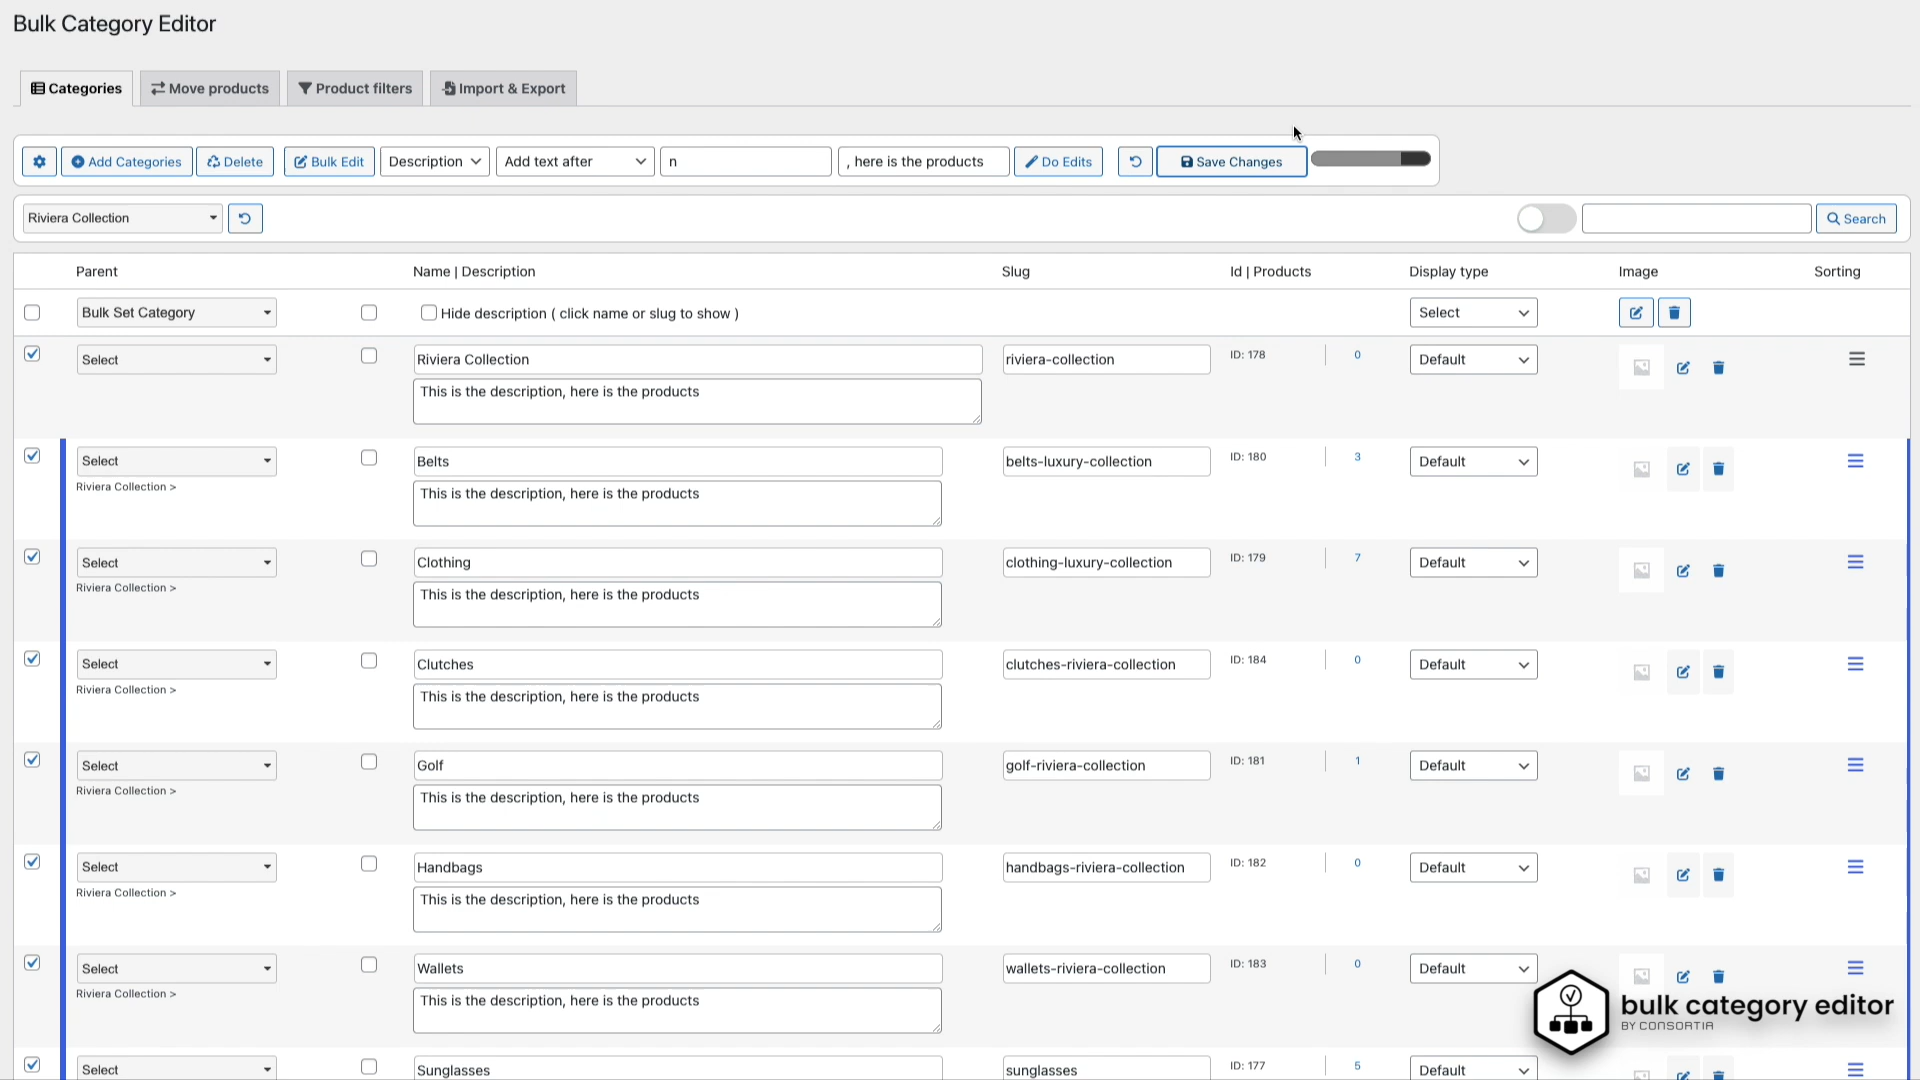 Bulk Category Editor
Categories
Move products
Product filters
Import & Export
Add Categories
Delete
Bulk Edit
Description
Add text after
n
, here is the products
Do Edits
Save Changes
Riviera Collection
Search
Parent
Name | Description
Slug
Id | Products
Display type
Image
Sorting
Bulk Set Category
Hide description ( click name or slug to show )
Select
Select
Riviera Collection
riviera-collection
ID: 178
0
Default
This is the description, here is the products
Select
Belts
belts-luxury-collection
ID: 180
3
Default
Riviera Collection >
This is the description, here is the products
Select
Clothing
clothing-luxury-collection
ID: 179
7
Default
Riviera Collection >
This is the description, here is the products
Select
Clutches
clutches-riviera-collection
ID: 184
0
Default
Riviera Collection >
This is the description, here is the products
Select
Golf
golf-riviera-collection
ID: 181
1
Default
Riviera Collection >
This is the description, here is the products
Select
Handbags
handbags-riviera-collection
ID: 182
0
Default
Riviera Collection >
This is the description, here is the products
Select
Wallets
wallets-riviera-collection
ID: 183
0
Default
Riviera Collection >
This is the description, here is the products
bulk category editor
BY CONSORTIA
Select
Sunglasses
sunglasses
ID: 177
5
Default